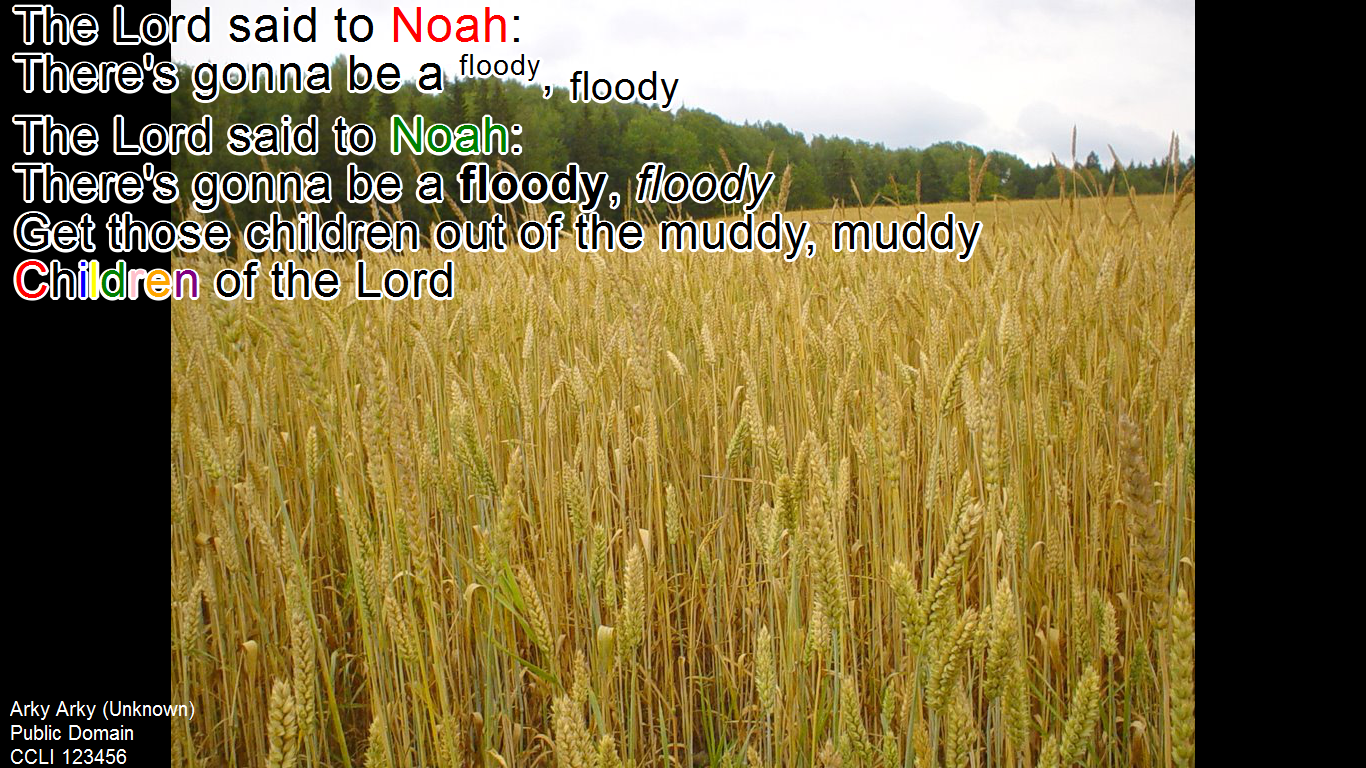 The Lord said to Noah:
There's gonna be a floody, floody
The Lord said to Noah:
There's gonna be a floody, floody
Get those children out of the muddy, muddy
Children of the Lord
Arky Arky (Unknown)
Public Domain
CCLI 123456